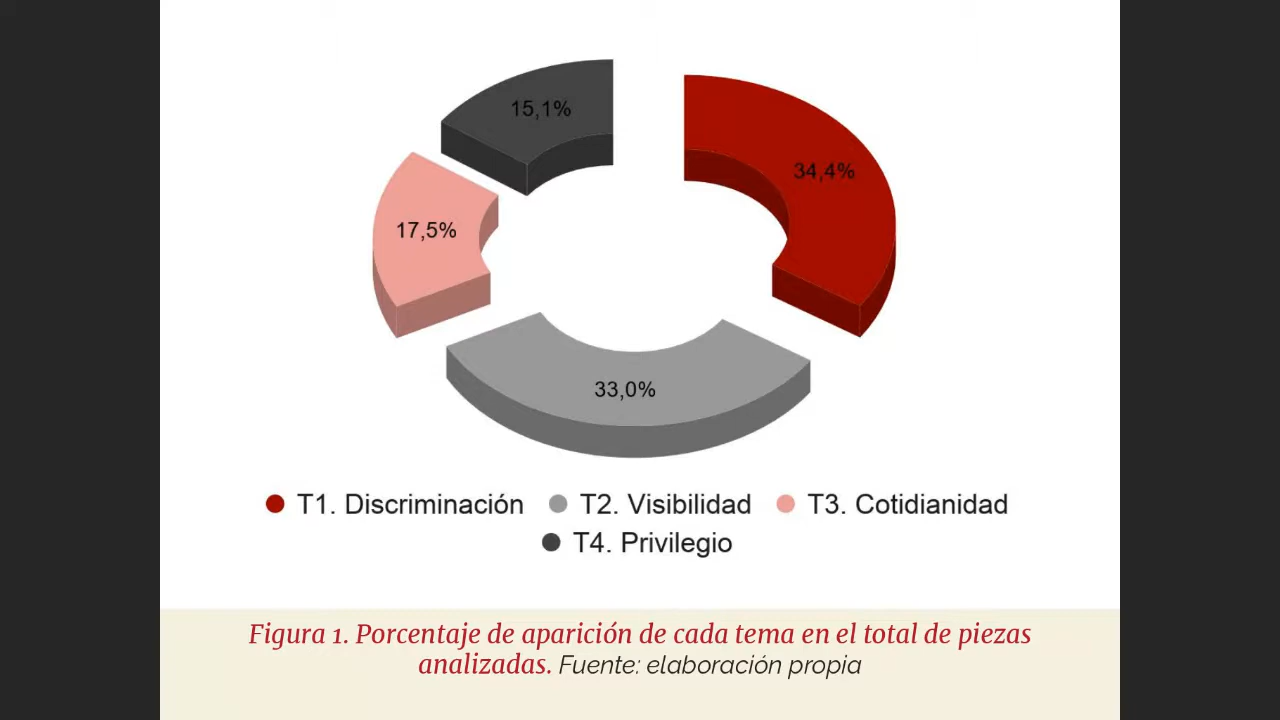 15,1%
34,4%
17,5%
33,0%
T1. Discriminación T2. Visibilidad T3. Cotidianidad
T4. Privilegio
Figura 1. Porcentaje de aparición de cada tema en el total de piezas
analizadas. Fuente: elaboración propia